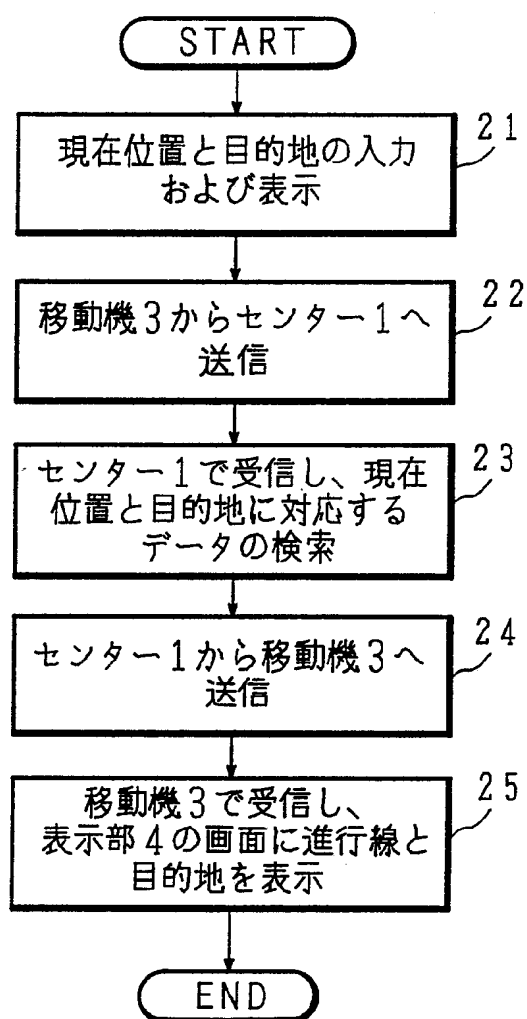 START
現在位置と目的地の入力
および表示
21
移動機3からセンター1へ
送信
22
センター1で受信し、現在
位置と目的地に対応する
データの検索
23
センター1から移動機3へ
送信
24
移動機3で受信し、
表示部4の画面に進行線と
目的地を表示
25
END